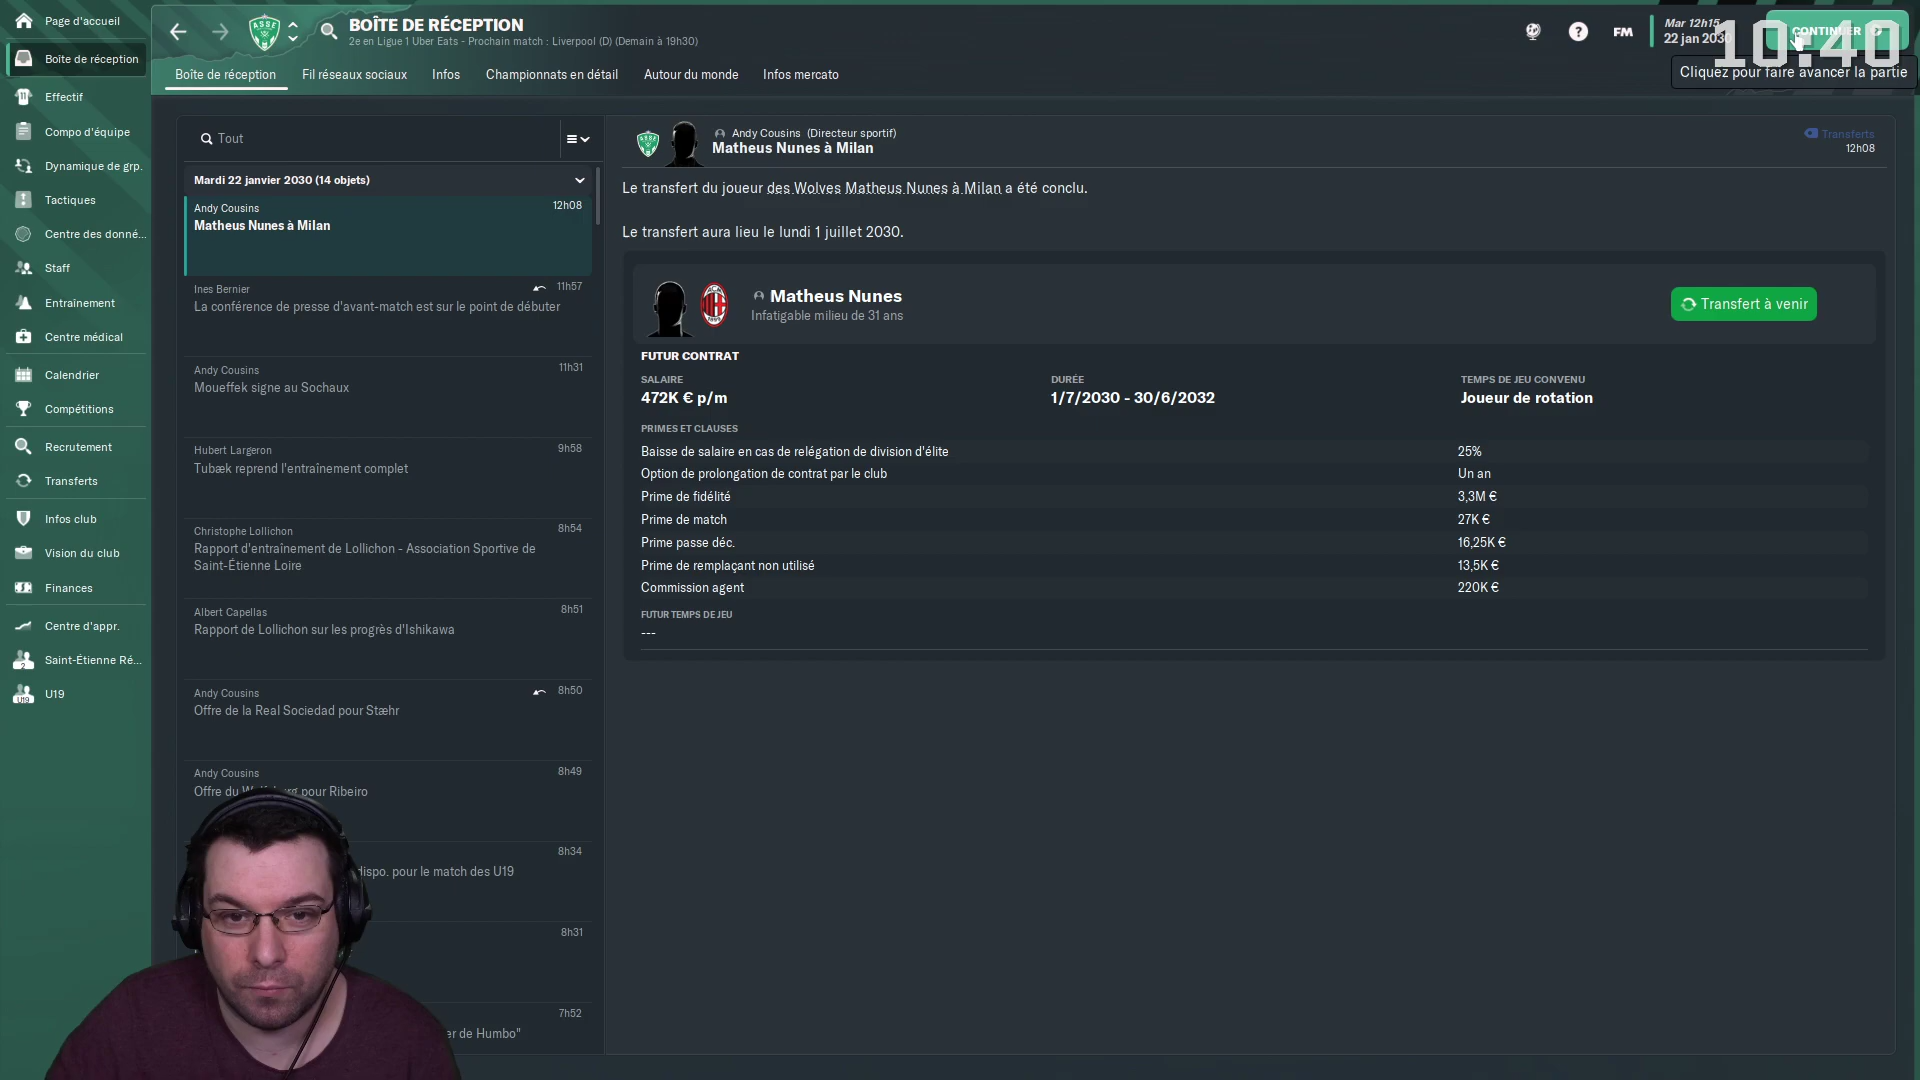 Page d'accueil
Boîte de réception
Effectif
Compo d'équipe
Dynamique de grp.
Tactiques
Centre des donné...
Staff
Entraînement
Centre médical
Calendrier
Compétitions
Recrutement
Transferts
Infos club
Vision du club
Finances
Centre d'appr.
Saint-Étienne Ré...
U19
BOÎTE DE RÉCEPTION
2e en Ligue 1 Uber Eats - Prochain match : Liverpool (D) (Demain à 19h30)
FM
Mar 12h15
22 jan 2030
CONTINUER
10:40
Cliquez pour faire avancer la partie
Boîte de réception
Fil réseaux sociaux
Infos
Championnats en détail
Autour du monde
Infos mercato
Tout
Mardi 22 janvier 2030 (14 objets)
Andy Cousins
12h08
Matheus Nunes à Milan
Ines Bernier
11h57
La conférence de presse d'avant-match est sur le point de débuter
Andy Cousins
11h31
Moueffek signe au Sochaux
Hubert Largeron
9h58
Tubæk reprend l'entraînement complet
Christophe Lollichon
8h54
Rapport d'entraînement de Lollichon - Association Sportive de
Saint-Étienne Loire
Albert Capellas
8h51
Rapport de Lollichon sur les progrès d'Ishikawa
Andy Cousins
8h50
Offre de la Real Sociedad pour Stæhr
Andy Cousins
8h49
Offre du pour Ribeiro
8h34
dispo. pour le match des U19
8h31
7h52
er de Humbo"
Andy Cousins (Directeur sportif)
Matheus Nunes à Milan
Transferts
12h08
Le transfert du joueur des Wolves Matheus Nunes à Milan a été conclu.
Le transfert aura lieu le lundi 1 juillet 2030.
Matheus Nunes
Infatigable milieu de 31 ans
Transfert à venir
FUTUR CONTRAT
SALAIRE
DURÉE
TEMPS DE JEU CONVENU
472K € p/m
1/7/2030 - 30/6/2032
Joueur de rotation
PRIMES ET CLAUSES
Baisse de salaire en cas de relégation de division d'élite
25%
Option de prolongation de contrat par le club
Un an
Prime de fidélité
3,3M €
Prime de match
27K €
Prime passe déc.
16,25K €
Prime de remplaçant non utilisé
13,5K €
Commission agent
220K €
FUTUR TEMPS DE JEU
---